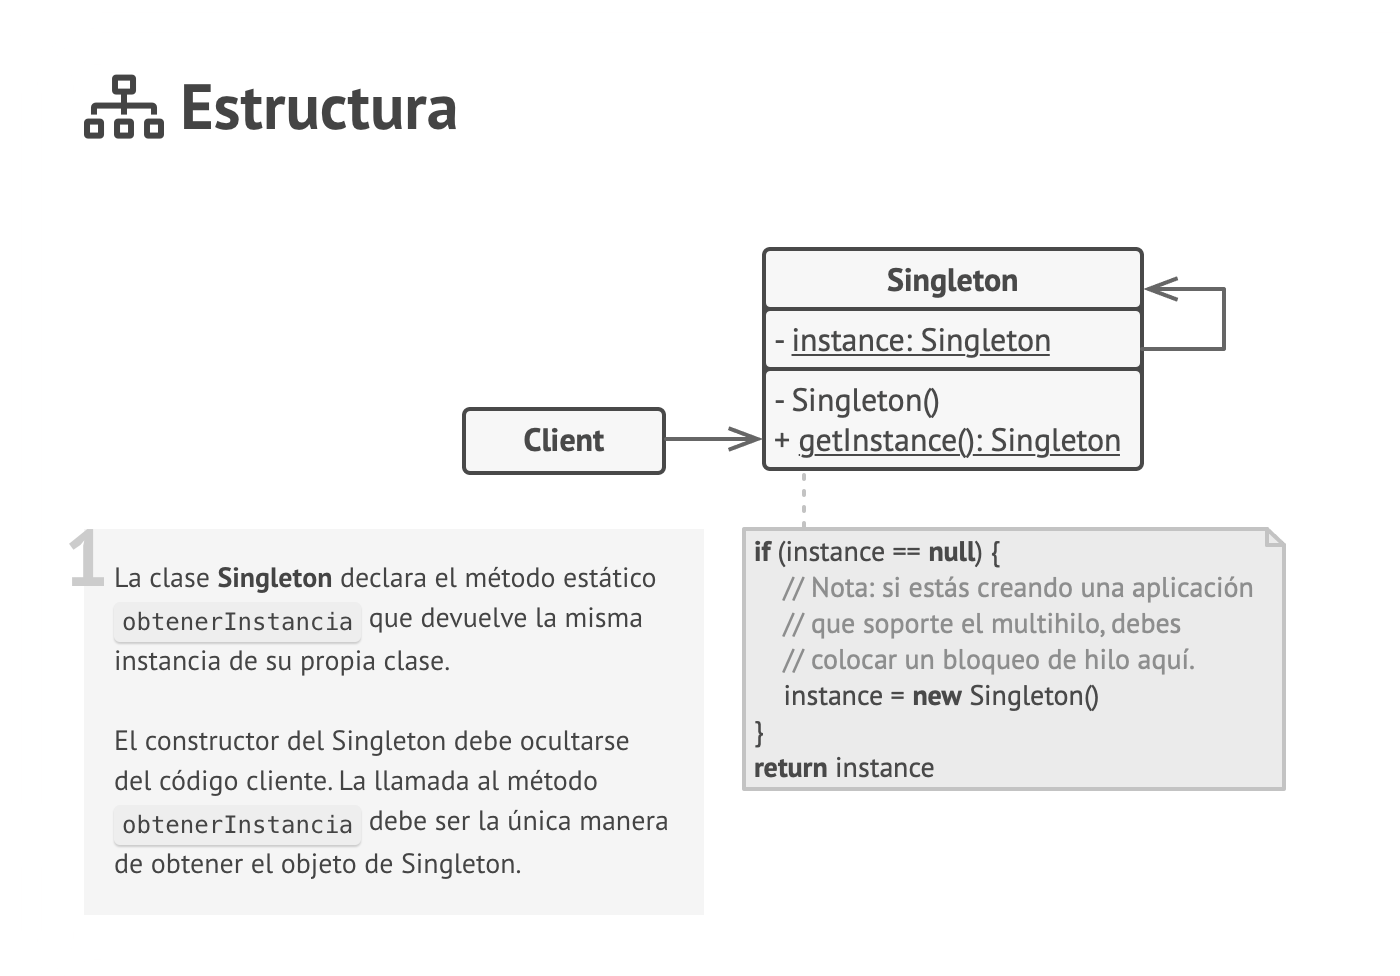 Estructura
Singleton
- instance: Singleton
- Singleton()
+ getInstance(): Singleton
Client
1
La clase Singleton declara el método estático
obtenerInstancia que devuelve la misma
instancia de su propia clase.
El constructor del Singleton debe ocultarse
del código cliente. La llamada al método
obtenerInstancia debe ser la única manera
de obtener el objeto de Singleton.
if (instance == null) {
// Nota: si estás creando una aplicación
// que soporte el multihilo, debes
// colocar un bloqueo de hilo aquí.
instance = new Singleton()
}
return instance